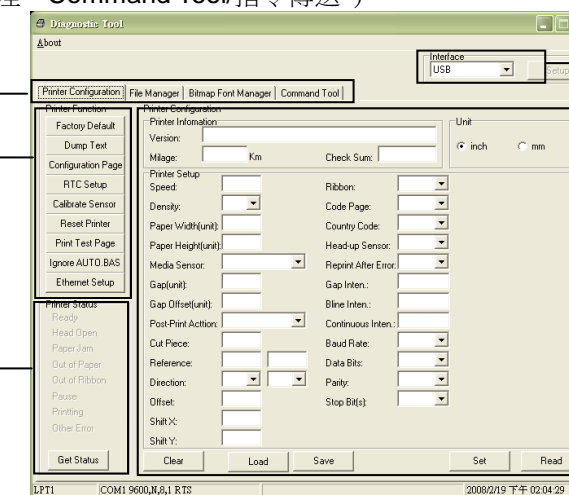 Command Tool/指令傳送 )
Diagnostic Tool
About
Interface
USB
Setup
Printer Configuration File Manager Bitmap Font Manager Command Tool
Printer Function
Factory Default
Dump Text
Configuration Page
RTC Setup
Calibrate Sensor
Reset Printer
Print Test Page
Ignore AUTO.BAS
Ethernet Setup
Printer Status
Ready
Head Open
Paper Jam
Out of Paper
Out of Ribbon
Pause
Printting
Other Error
Get Status
Printer Configuration
Printer Infomation
Version:
Milage: Km Check Sum:
Unit
inch mm
Printer Setup
Speed: Ribbon:
Density: Code Page:
Paper Width(unit): Country Code:
Paper Height(unit): Head-up Sensor:
Media Sensor: Reprint After Error:
Gap(unit): Gap Inten.:
Gap Offset(unit): Bline Inten.:
Post-Print Acttion: Continuous Inten.:
Cut Piece: Baud Rate:
Reference: Data Bits:
Direction: Parity:
Offset: Stop Bit(s):
Shift X:
Shift Y:
Clear Load Save Set Read
LPT1 COM1 9600,N,8,1 RTS 2008/2/19 下午 02:04:29